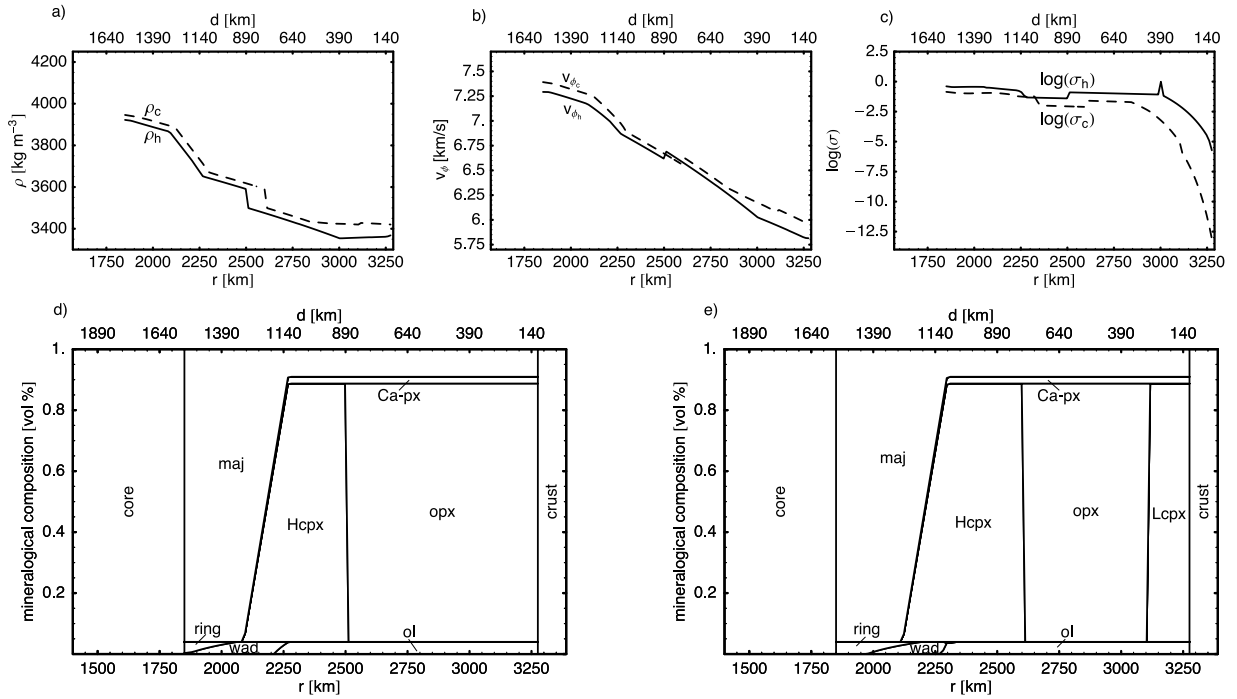 a)
d [km]
1640 1390 1140 890 640 390 140
4200
4000
3800
3600
3400
ρ [kg m⁻³]
ρc
ρh
1750 2000 2250 2500 2750 3000 3250
r [km]
b)
d [km]
1640 1390 1140 890 640 390 140
7.5
7.25
7.
6.75
6.5
6.25
6.
5.75
vϕ [km/s]
vϕc
vϕh
1750 2000 2250 2500 2750 3000 3250
r [km]
c)
d [km]
1640 1390 1140 890 640 390 140
2.5
0.
−2.5
−5.
−7.5
−10.
−12.5
log(σ)
log(σh)
log(σc)
1750 2000 2250 2500 2750 3000 3250
r [km]
d)
d [km]
1890 1640 1390 1140 890 640 390 140
1.
0.8
0.6
0.4
0.2
mineralogical composition [vol %]
core
maj
Ca-px
Hcpx
opx
crust
ring
wad
ol
1500 1750 2000 2250 2500 2750 3000 3250
r [km]
e)
d [km]
1890 1640 1390 1140 890 640 390 140
1.
0.8
0.6
0.4
0.2
mineralogical composition [vol %]
core
maj
Ca-px
Hcpx
opx
Lcpx
crust
ring
wad
ol
1500 1750 2000 2250 2500 2750 3000 3250
r [km]